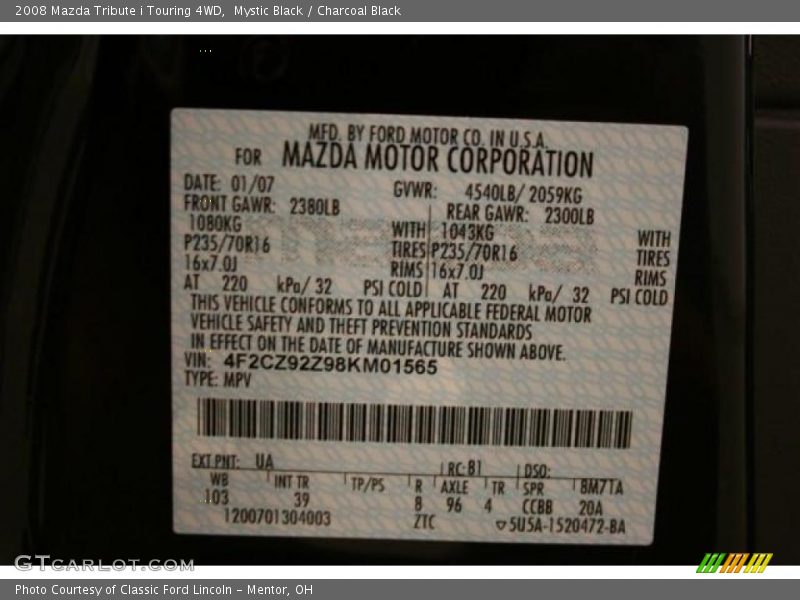 2008 Mazda Tribute i Touring 4WD,  Mystic Black / Charcoal Black
MFD. BY FORD MOTOR CO. IN U.S.A.
FOR MAZDA MOTOR CORPORATION
DATE: 01/07 GVWR: 4540LB/ 2059KG
FRONT GAWR: 2380LB REAR GAWR: 2300LB
1080KG WITH 1043KG WITH
P235/70R16 TIRES P235/70R16 TIRES
16x7.0J RIMS 16x7.0J RIMS
AT 220 kPa/ 32 PSI COLD AT 220 kPa/ 32 PSI COLD
THIS VEHICLE CONFORMS TO ALL APPLICABLE FEDERAL MOTOR
VEHICLE SAFETY AND THEFT PREVENTION STANDARDS
IN EFFECT ON THE DATE OF MANUFACTURE SHOWN ABOVE.
VIN: 4F2CZ92Z98KM01565
TYPE: MPV
EXT PNT: UA RC:81 DSO:
WB INT TR TP/PS R AXLE TR SPR 8M7TA
103 39 8 96 4 CCBB 20A
1200701304003 ZTC 5U5A-1520472-BA
GTCarLot.com
Photo Courtesy of Classic Ford Lincoln - Mentor, OH